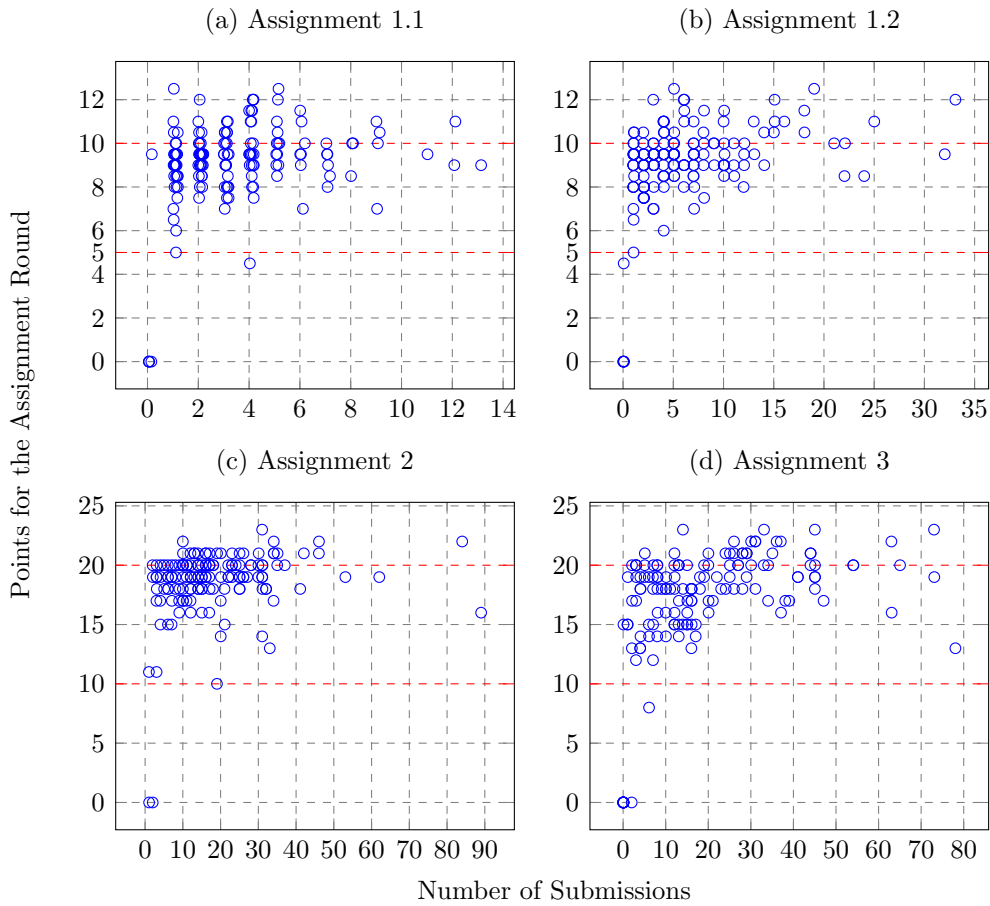 (a) Assignment 1.1
12
10
8
6
5
4
2
0
0 2 4 6 8 10 12 14
(b) Assignment 1.2
12
10
8
6
5
4
2
0
0 5 10 15 20 25 30 35
(c) Assignment 2
25
20
15
10
5
0
0 10 20 30 40 50 60 70 80 90
(d) Assignment 3
25
20
15
10
5
0
0 10 20 30 40 50 60 70 80
Points for the Assignment Round
Number of Submissions